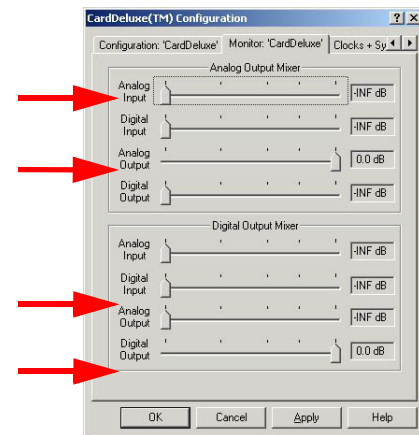 CardDeluxe(TM) Configuration
Configuration: 'CardDeluxe' Monitor: 'CardDeluxe' Clocks + Sy
Analog Output Mixer
Analog Input -INF dB
Digital Input -INF dB
Analog Output 0.0 dB
Digital Output -INF dB
Digital Output Mixer
Analog Input -INF dB
Digital Input -INF dB
Analog Output -INF dB
Digital Output 0.0 dB
OK Cancel Apply Help